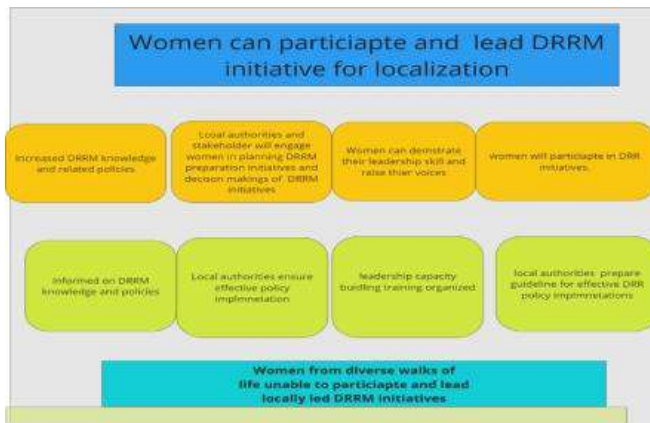 Women can particiapte and lead DRRM
initiative for localization
Increased DRRM knowledge
and related policies
Local authorities and
stakeholder will engage
women in planning DRRM
preparation initiatives and
decision makings of DRRM
initiatives
Women can demstrate
their leadership skill and
raise thier voices
women will particiapte in DRR
initiatives.
Informed on DRRM
knowledge and policies
Local authorities ensure
effective policy
implmnetation
leadership capacity
buidling training organized
local authorities prepare
guideline for effective DRR
policy implmnetations
Women from diverse walks of
life unable to particiapte and lead
locally led DRRM initiatives